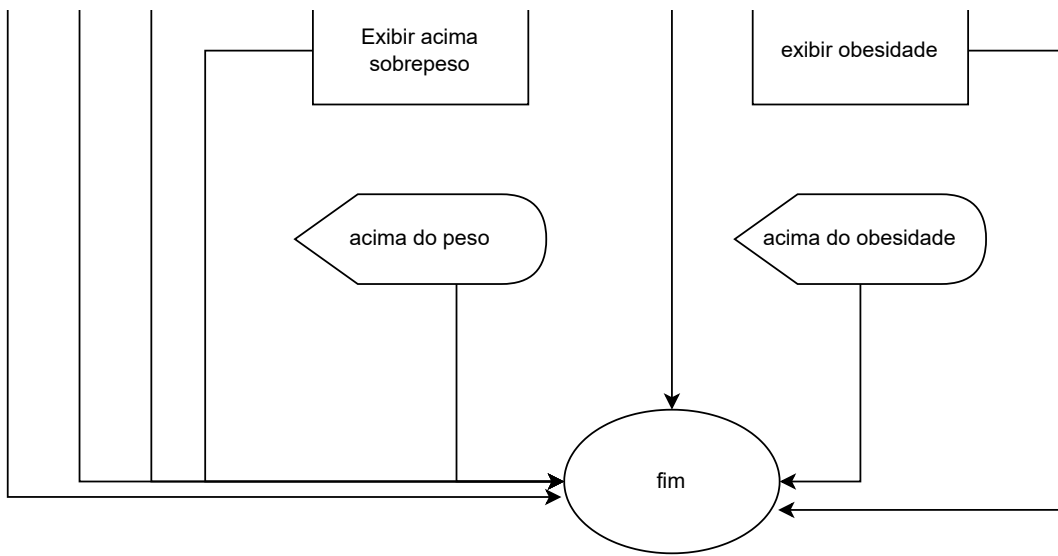 Exibir acima
sobrepeso
exibir obesidade
acima do peso
acima do obesidade
fim